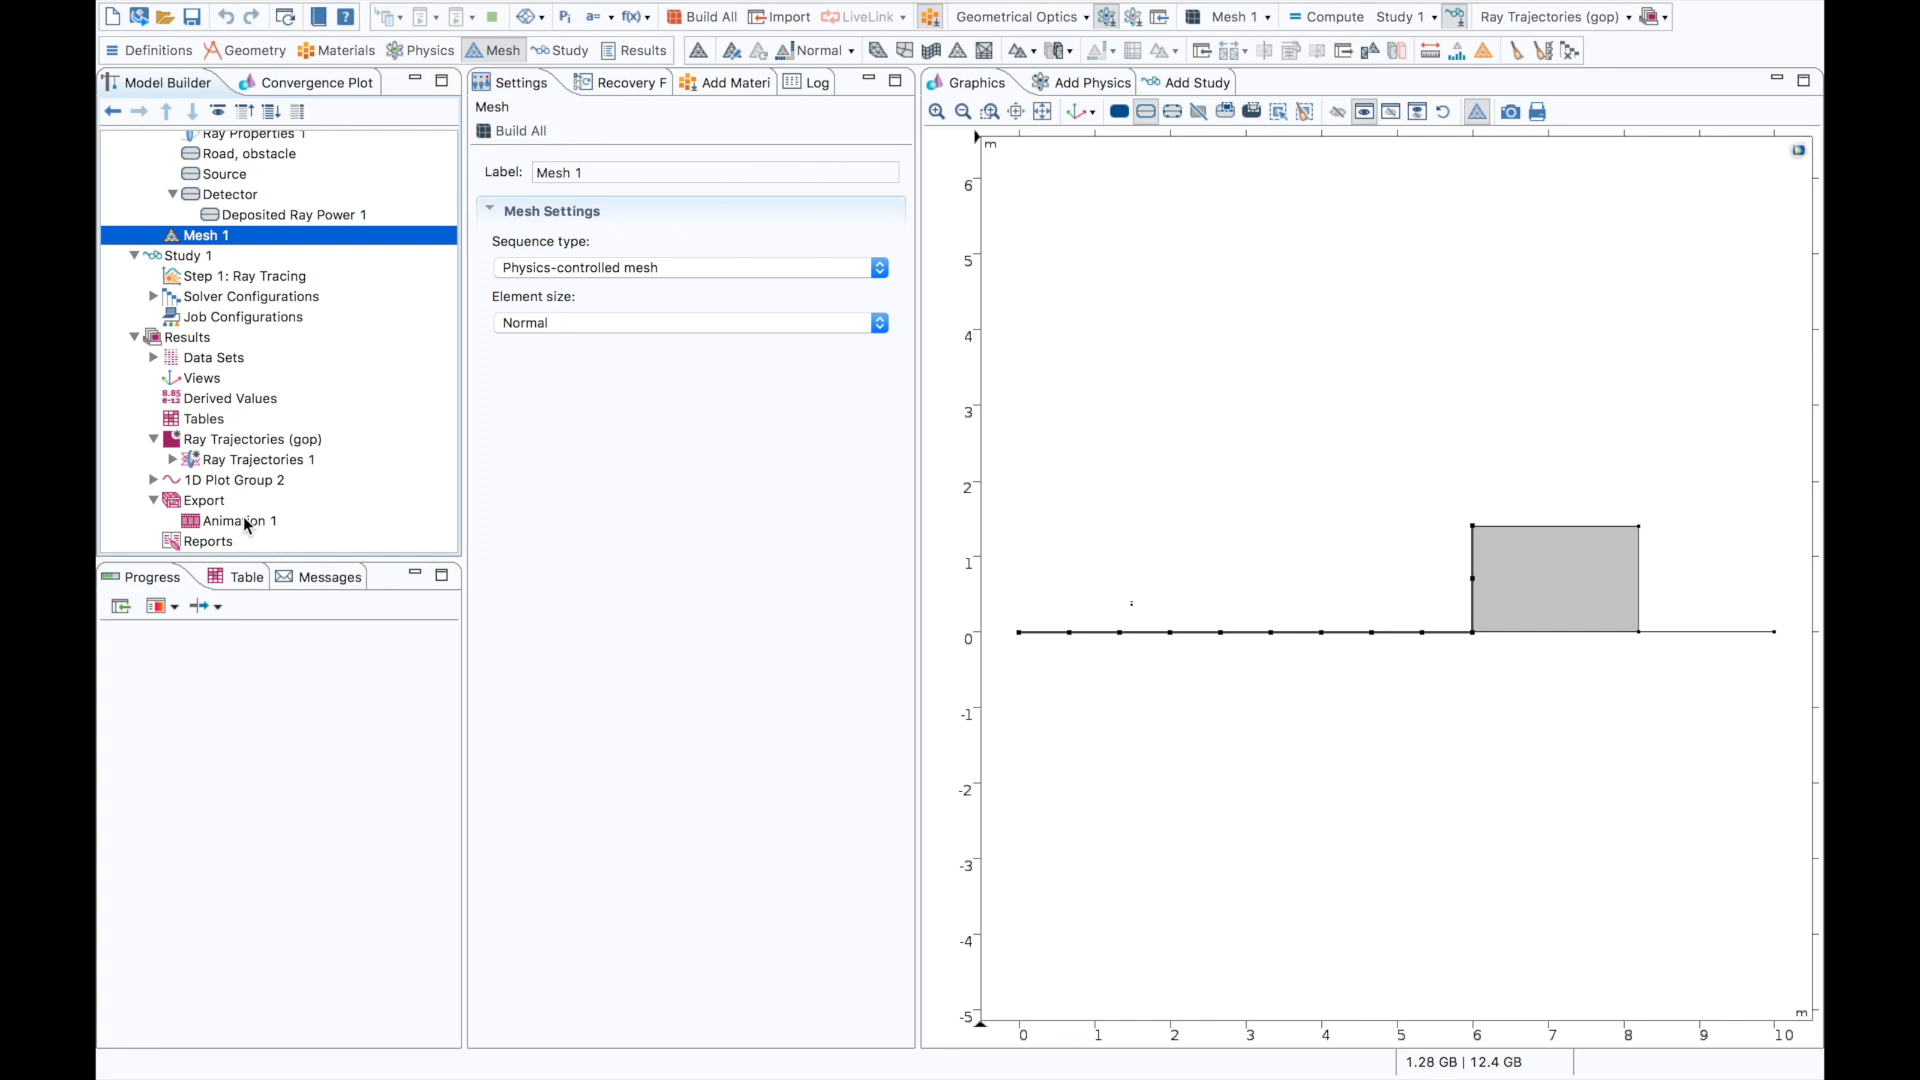 Pi a= f(x) Build All Import LiveLink Geometrical Optics Mesh 1 = Compute Study 1 Ray Trajectories (gop)
Definitions Geometry Materials Physics Mesh Study Results Normal
Model Builder Convergence Plot
Settings Recovery F Add Materi Log
Graphics Add Physics Add Study
Mesh
Build All
Label: Mesh 1
Mesh Settings
Sequence type:
Physics-controlled mesh
Element size:
Normal
Ray Properties 1
Road, obstacle
Source
Detector
Deposited Ray Power 1
Mesh 1
Study 1
Step 1: Ray Tracing
Solver Configurations
Job Configurations
Results
Data Sets
Views
8.85
e-12 Derived Values
Tables
Ray Trajectories (gop)
Ray Trajectories 1
1D Plot Group 2
Export
Animation 1
Reports
Progress Table Messages
m
6
5
4
3
2
1
0
-1
-2
-3
-4
-5
m
0 1 2 3 4 5 6 7 8 9 10
1.28 GB | 12.4 GB